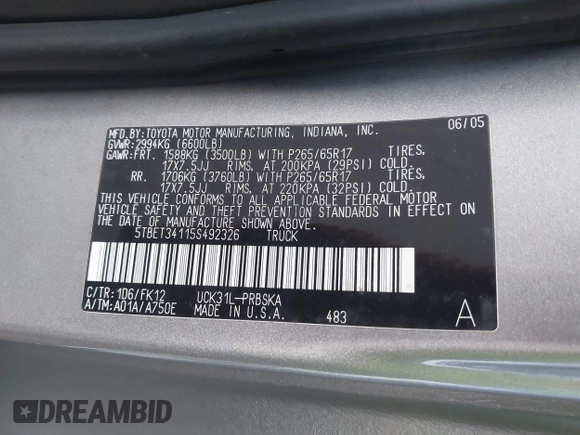 MFD.BY:TOYOTA MOTOR MANUFACTURING, INDIANA, INC. 06/05
GVWR:2994KG (6600LB)
GAWR:FRT. 1588KG (3500LB) WITH P265/65R17 TIRES,
17X7.5JJ RIMS, AT 200KPA (29PSI) COLD.
RR. 1706KG (3760LB) WITH P265/65R17 TIRES,
17X7.5JJ RIMS, AT 220KPA (32PSI) COLD.
THIS VEHICLE CONFORMS TO ALL APPLICABLE FEDERAL MOTOR
VEHICLE SAFETY, BUMPER, AND THEFT PREVENTION STANDARDS IN EFFECT ON
THE DATE OF MANUFACTURE SHOWN ABOVE.
5TBET34115S492326 TRUCK
C/TR:1D6/FK12 UCK31L-PRBSKA
A/TM:A01A/A750E MADE IN U.S.A. 483 A
DREAMBID